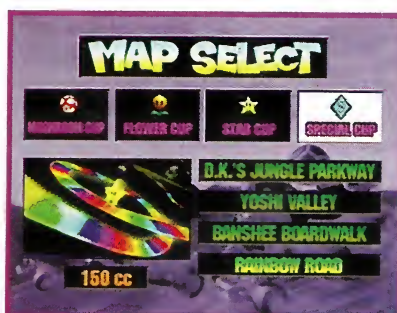 MAP SELECT
MUSHROOM CUP FLOWER CUP STAR CUP SPECIAL CUP
D.K.'S JUNGLE PARKWAY
YOSHI VALLEY
BANSHEE BOARDWALK
RAINBOW ROAD
150 cc